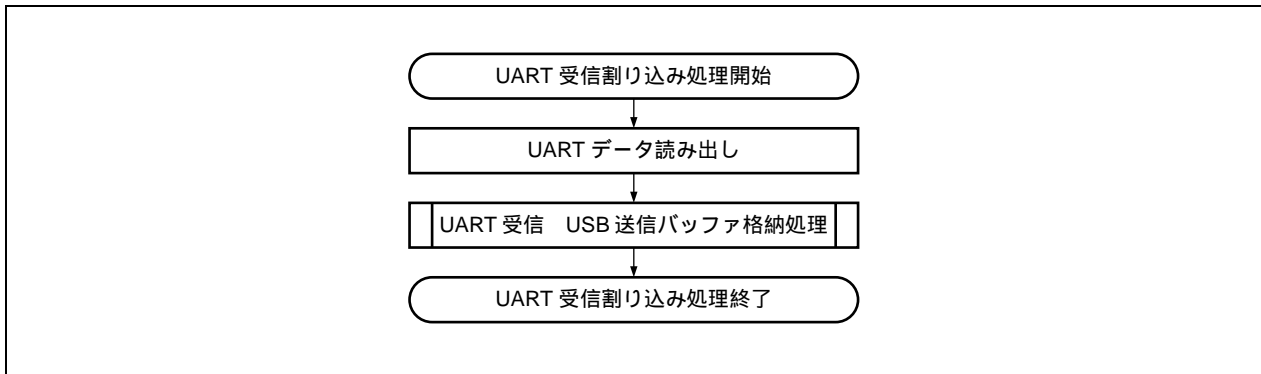 UART 受信割り込み処理開始
UART データ読み出し
UART 受信　USB 送信バッファ格納処理
UART 受信割り込み処理終了